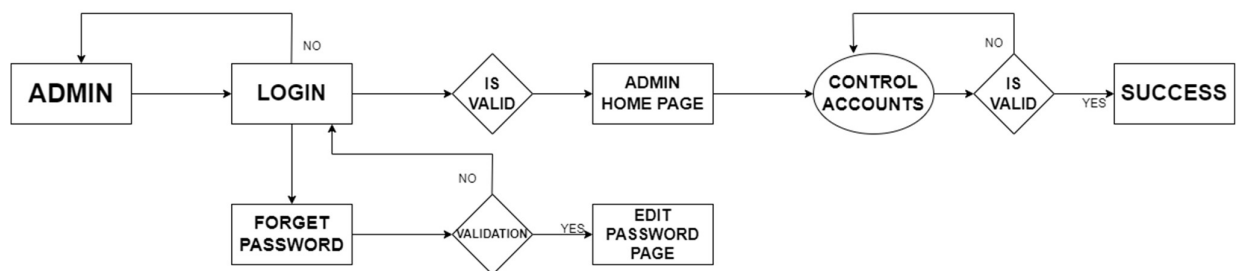 NO
ADMIN
LOGIN
IS
VALID
ADMIN
HOME PAGE
CONTROL
ACCOUNTS
NO
IS
VALID
YES
SUCCESS
NO
FORGET
PASSWORD
VALIDATION
YES
EDIT
PASSWORD
PAGE